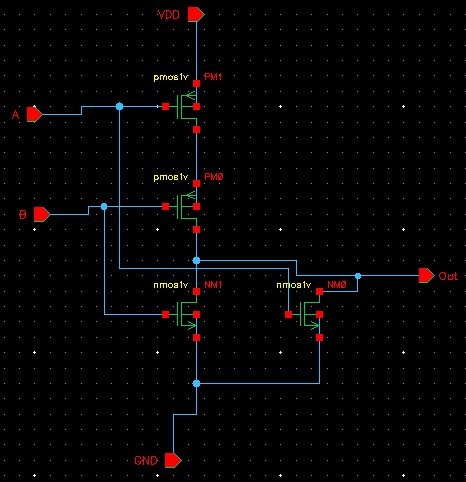 VDD
pmos1v PM1
A
pmos1v PM0
B
Out
nmos1v NM1
nmos1v NM0
GND